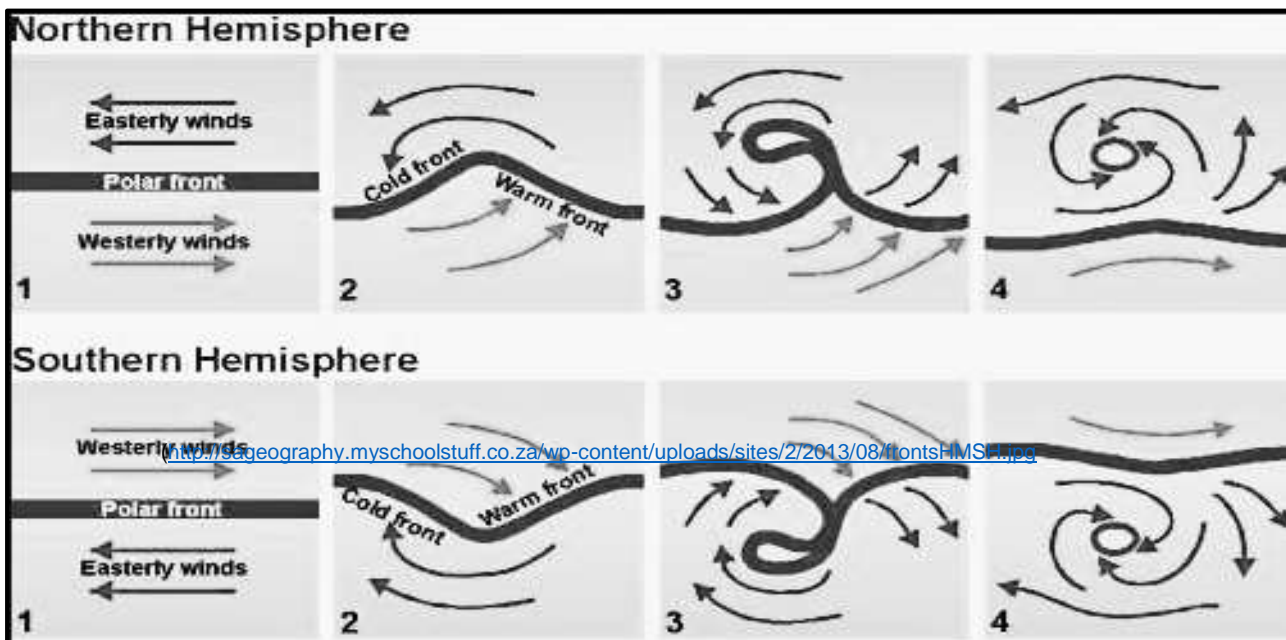 Northern Hemisphere
Easterly winds
Polar front
Westerly winds
1
Cold front
Warm front
2
3
4
Southern Hemisphere
Westerly winds
(http://sageography.myschoolstuff.co.za/wp-content/uploads/sites/2/2013/08/frontsHMSH.jpg
Polar front
Easterly winds
1
Cold front
Warm front
2
3
4